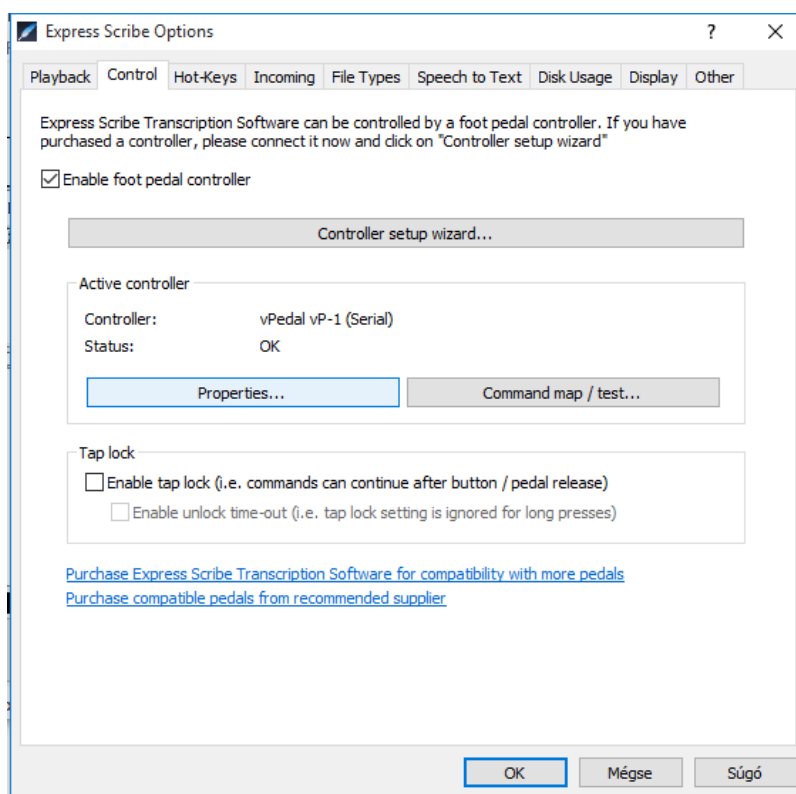 Express Scribe Options
Playback Control Hot-Keys Incoming File Types Speech to Text Disk Usage Display Other
Express Scribe Transcription Software can be controlled by a foot pedal controller. If you have
purchased a controller, please connect it now and click on "Controller setup wizard"
Enable foot pedal controller
Controller setup wizard...
Active controller
Controller: vPedal vP-1 (Serial)
Status: OK
Properties... Command map / test...
Tap lock
Enable tap lock (i.e. commands can continue after button / pedal release)
Enable unlock time-out (i.e. tap lock setting is ignored for long presses)
Purchase Express Scribe Transcription Software for compatibility with more pedals
Purchase compatible pedals from recommended supplier
OK Mégse Súgó